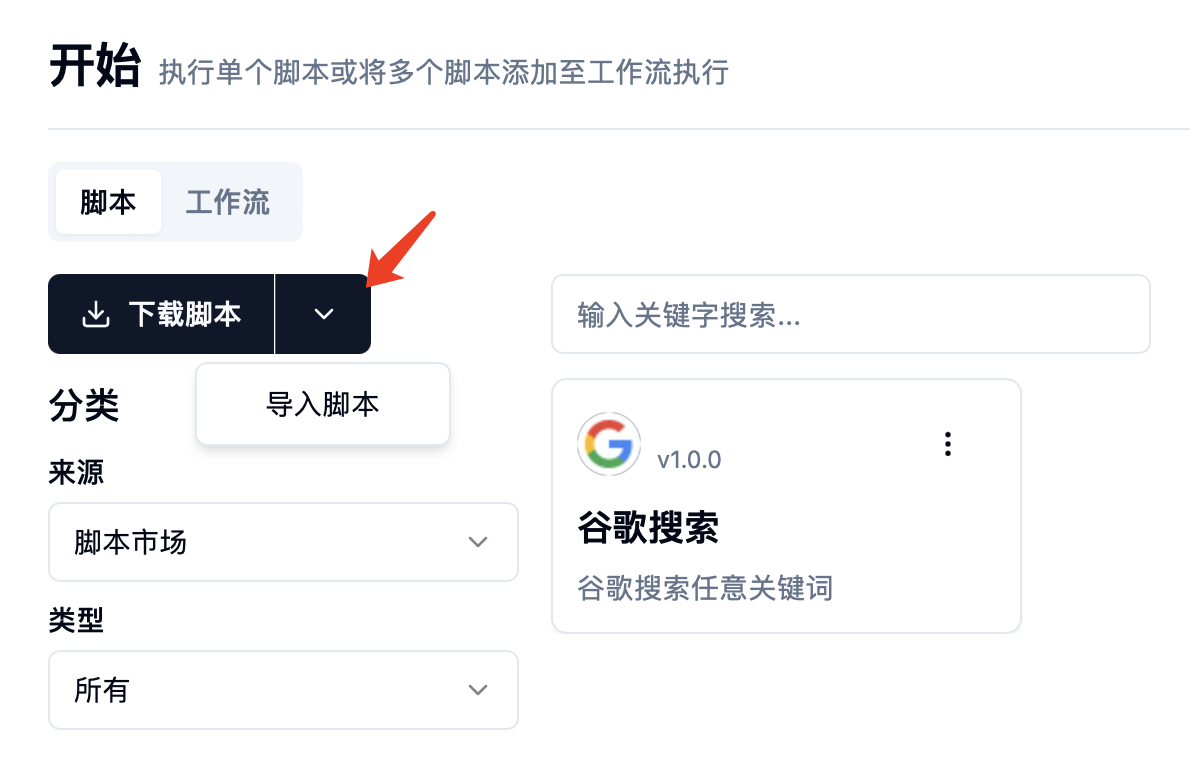 开始 执行单个脚本或将多个脚本添加至工作流执行
脚本 工作流
下载脚本
输入关键字搜索...
导入脚本
分类
来源
脚本市场
类型
所有
v1.0.0
谷歌搜索
谷歌搜索任意关键词